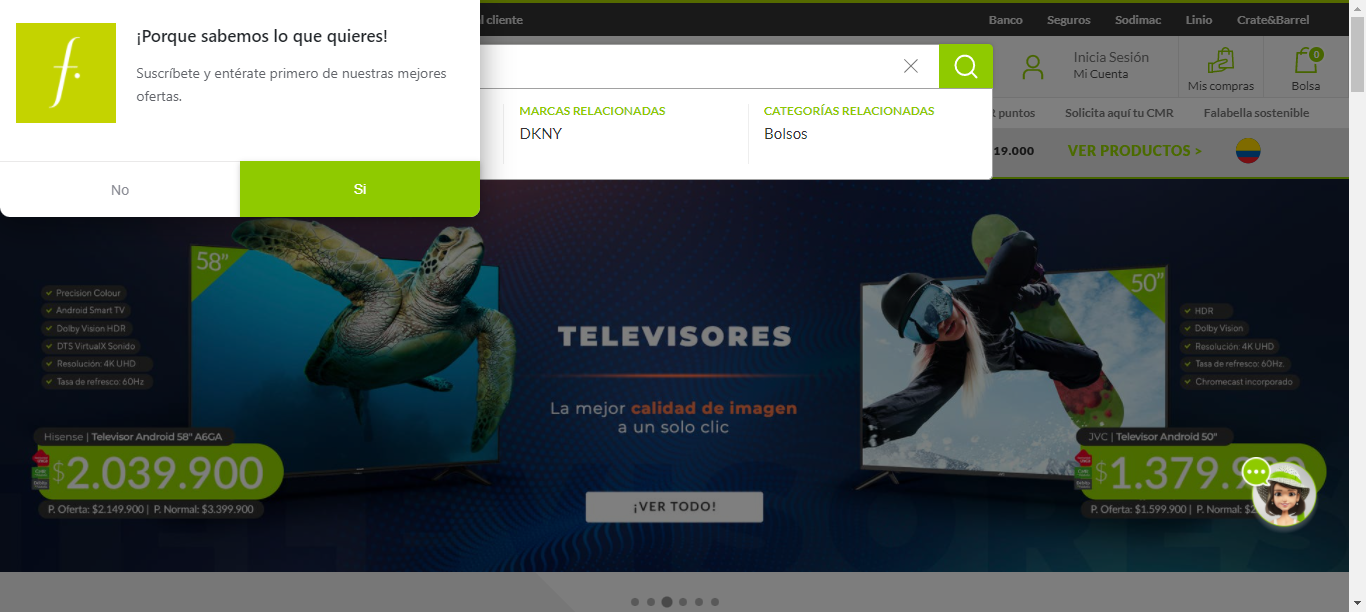 ¡Porque sabemos lo que quieres!
Suscríbete y entérate primero de nuestras mejores
ofertas.
No
Si
cliente
Banco
Seguros
Sodimac
Linio
Crate&Barrel
Inicia Sesión
Mi Cuenta
Mis compras
0
Bolsa
MARCAS RELACIONADAS
DKNY
CATEGORÍAS RELACIONADAS
Bolsos
puntos
Solicita aquí tu CMR
Falabella sostenible
19.000
VER PRODUCTOS >
58"
Precision Colour
Android Smart TV
Dolby Vision HDR
DTS VirtualX Sonido
Resolución: 4K UHD
Tasa de refresco: 60Hz
Hisense | Televisor Android 58" A6GA
$2.039.900
P. Oferta: $2.149.900 | P. Normal: $3.399.900
TELEVISORES
La mejor calidad de imagen
a un solo clic
¡VER TODO!
50"
HDR
Dolby Vision
Resolución: 4K UHD
Tasa de refresco: 60Hz.
Chromecast incorporado
JVC | Televisor Android 50"
$1.379.9
P. Oferta: $1.599.900 | P. Normal: